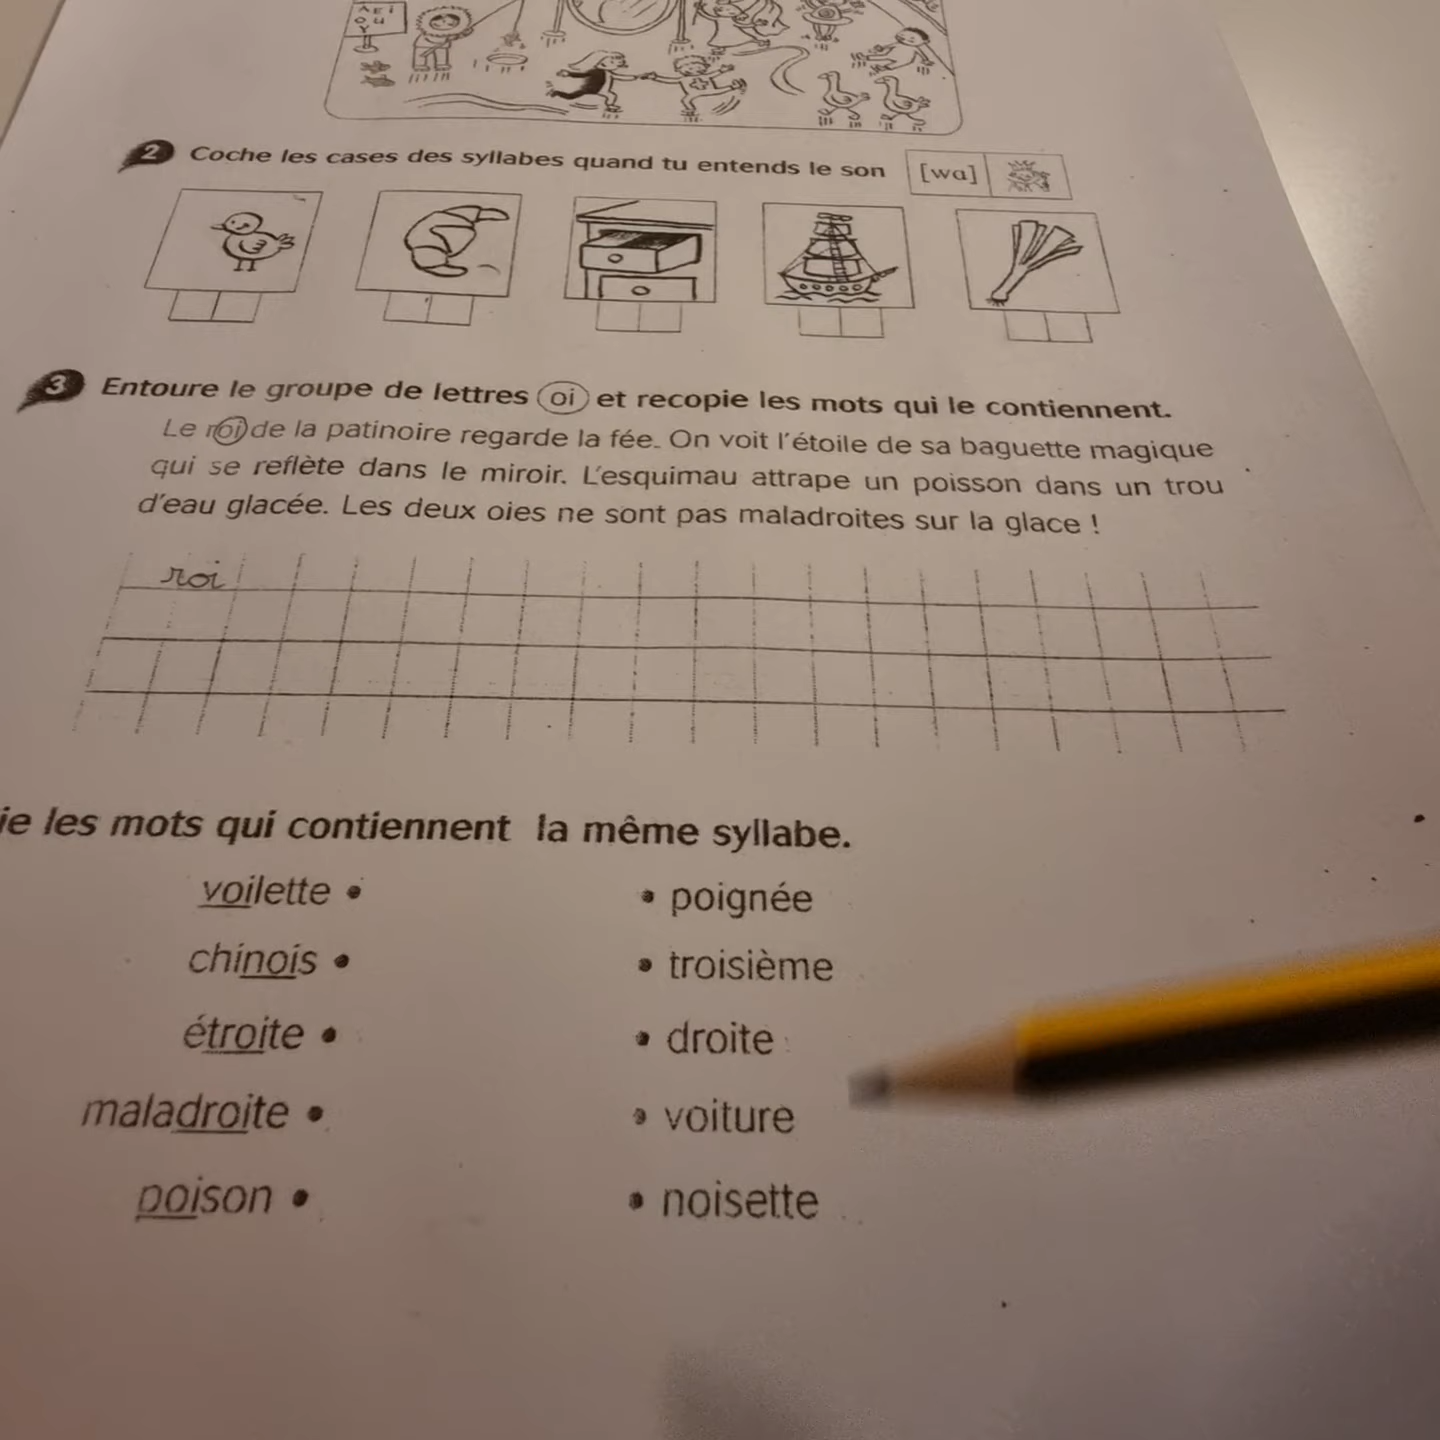 A E i
O U
Y
2 Coche les cases des syllabes quand tu entends le son [wa]
3 Entoure le groupe de lettres oi et recopie les mots qui le contiennent.
Le roi de la patinoire regarde la fée. On voit l'étoile de sa baguette magique
qui se reflète dans le miroir. L'esquimau attrape un poisson dans un trou
d'eau glacée. Les deux oies ne sont pas maladroites sur la glace !
roi
ie les mots qui contiennent la même syllabe.
voilette • • poignée
chinois • • troisième
étroite • • droite
maladroite • • voiture
poison • • noisette